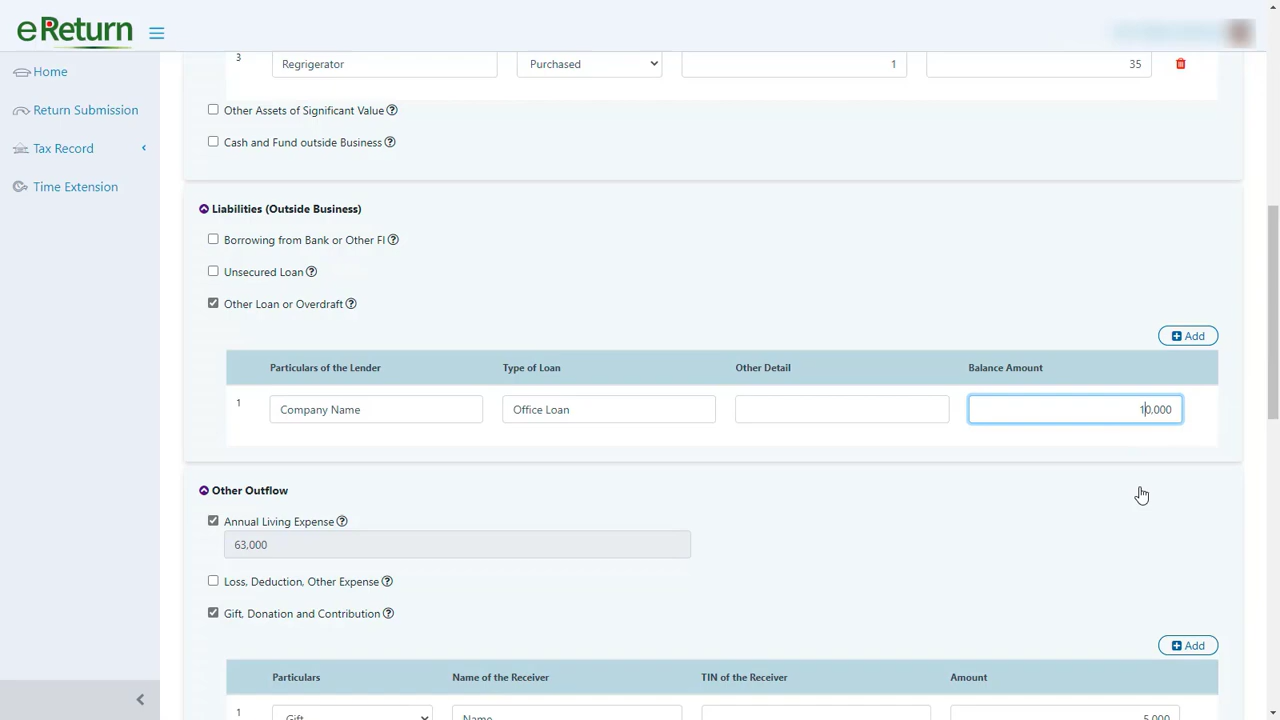 eReturn
Home
Return Submission
Tax Record
Time Extension
3 Regrigerator Purchased 1 35
Other Assets of Significant Value
Cash and Fund outside Business
Liabilities (Outside Business)
Borrowing from Bank or Other FI
Unsecured Loan
Other Loan or Overdraft
Add
Particulars of the Lender Type of Loan Other Detail Balance Amount
1 Company Name Office Loan 10,000
Other Outflow
Annual Living Expense
63,000
Loss, Deduction, Other Expense
Gift, Donation and Contribution
Add
Particulars Name of the Receiver TIN of the Receiver Amount
1 Gift Name 5,000